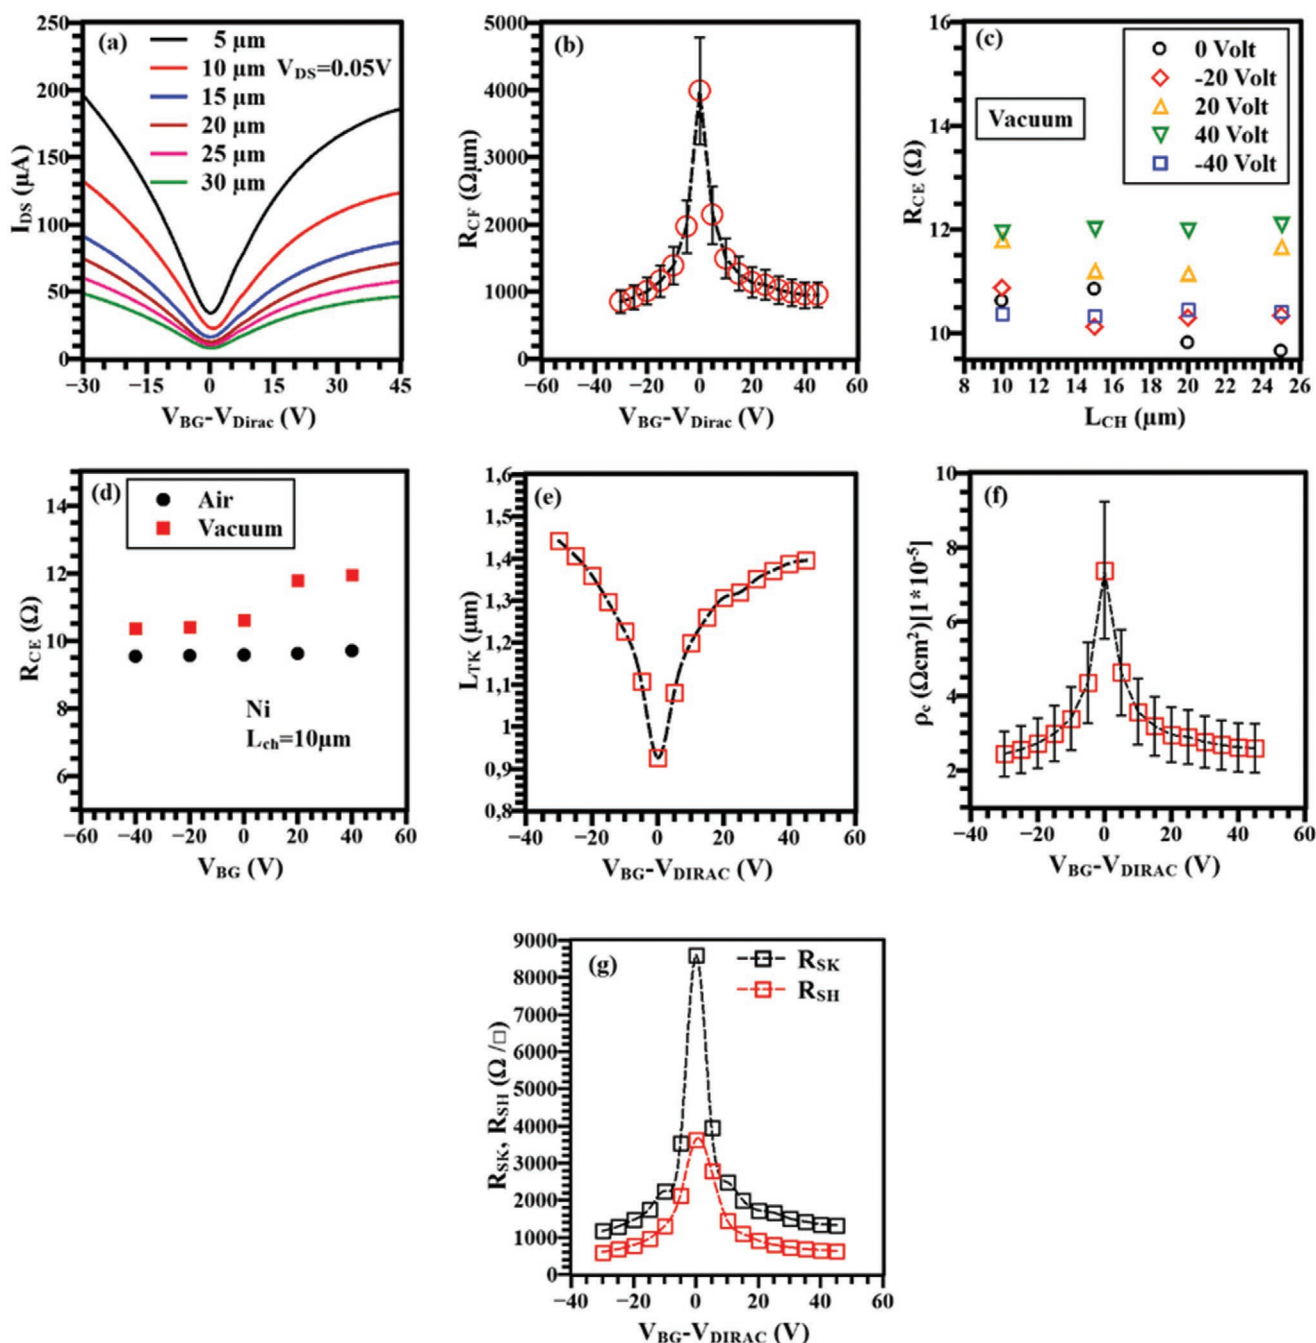 (a)
5 µm
10 µm
15 µm
20 µm
25 µm
30 µm
V_DS=0.05V
I_DS (µA)
250
200
150
100
50
0
−30 −15 0 15 30 45
V_BG-V_Dirac (V)
(b)
R_CF (Ωµm)
5000
4000
3000
2000
1000
0
−60 −40 −20 0 20 40 60
V_BG-V_Dirac (V)
(c)
Vacuum
0 Volt
-20 Volt
20 Volt
40 Volt
-40 Volt
R_CE (Ω)
16
14
12
10
8 10 12 14 16 18 20 22 24 26
L_CH (µm)
(d)
Air
Vacuum
Ni
L_ch=10µm
R_CE (Ω)
14
12
10
8
6
−60 −40 −20 0 20 40 60
V_BG (V)
(e)
L_TK (µm)
1,6
1,5
1,4
1,3
1,2
1,1
1
0,9
0,8
−60 −40 −20 0 20 40 60
V_BG-V_DIRAC (V)
(f)
ρ_c (Ωcm²)[1*10⁻⁵]
10
8
6
4
2
−40 −20 0 20 40 60
V_BG-V_DIRAC (V)
(g)
R_SK
R_SH
R_SK, R_SH (Ω /□)
9000
8000
7000
6000
5000
4000
3000
2000
1000
0
−40 −20 0 20 40 60
V_BG-V_DIRAC (V)